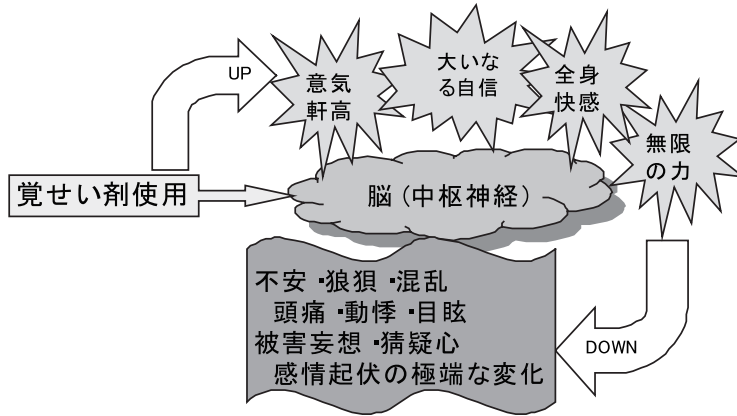 UP
意気
軒高
大いな
る自信
全身
快感
無限
の力
覚せい剤使用
脳（中枢神経）
不安・狼狽・混乱
頭痛・動悸・目眩
被害妄想・猜疑心
感情起伏の極端な変化
DOWN